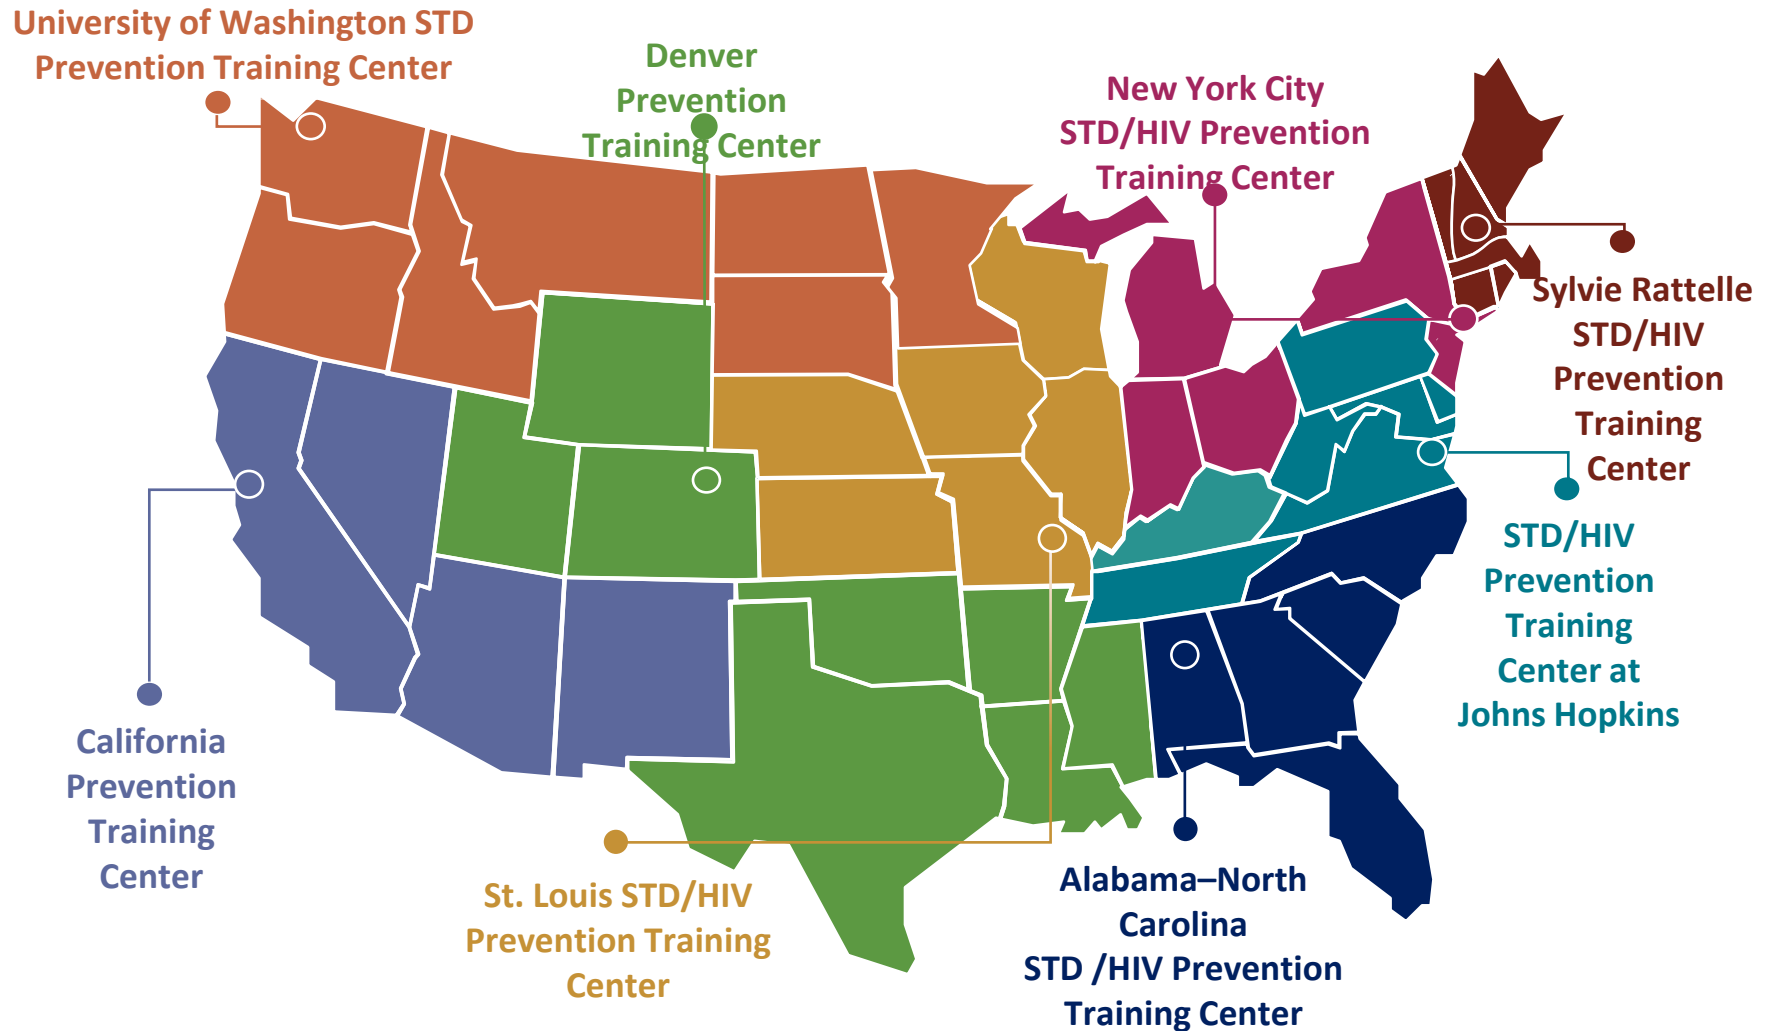 University of Washington STD
Prevention Training Center
Denver
Prevention
Training Center
New York City
STD/HIV Prevention
Training Center
Sylvie Rattelle
STD/HIV
Prevention
Training
Center
STD/HIV
Prevention
Training
Center at
Johns Hopkins
California
Prevention
Training
Center
St. Louis STD/HIV
Prevention Training
Center
Alabama–North
Carolina
STD /HIV Prevention
Training Center